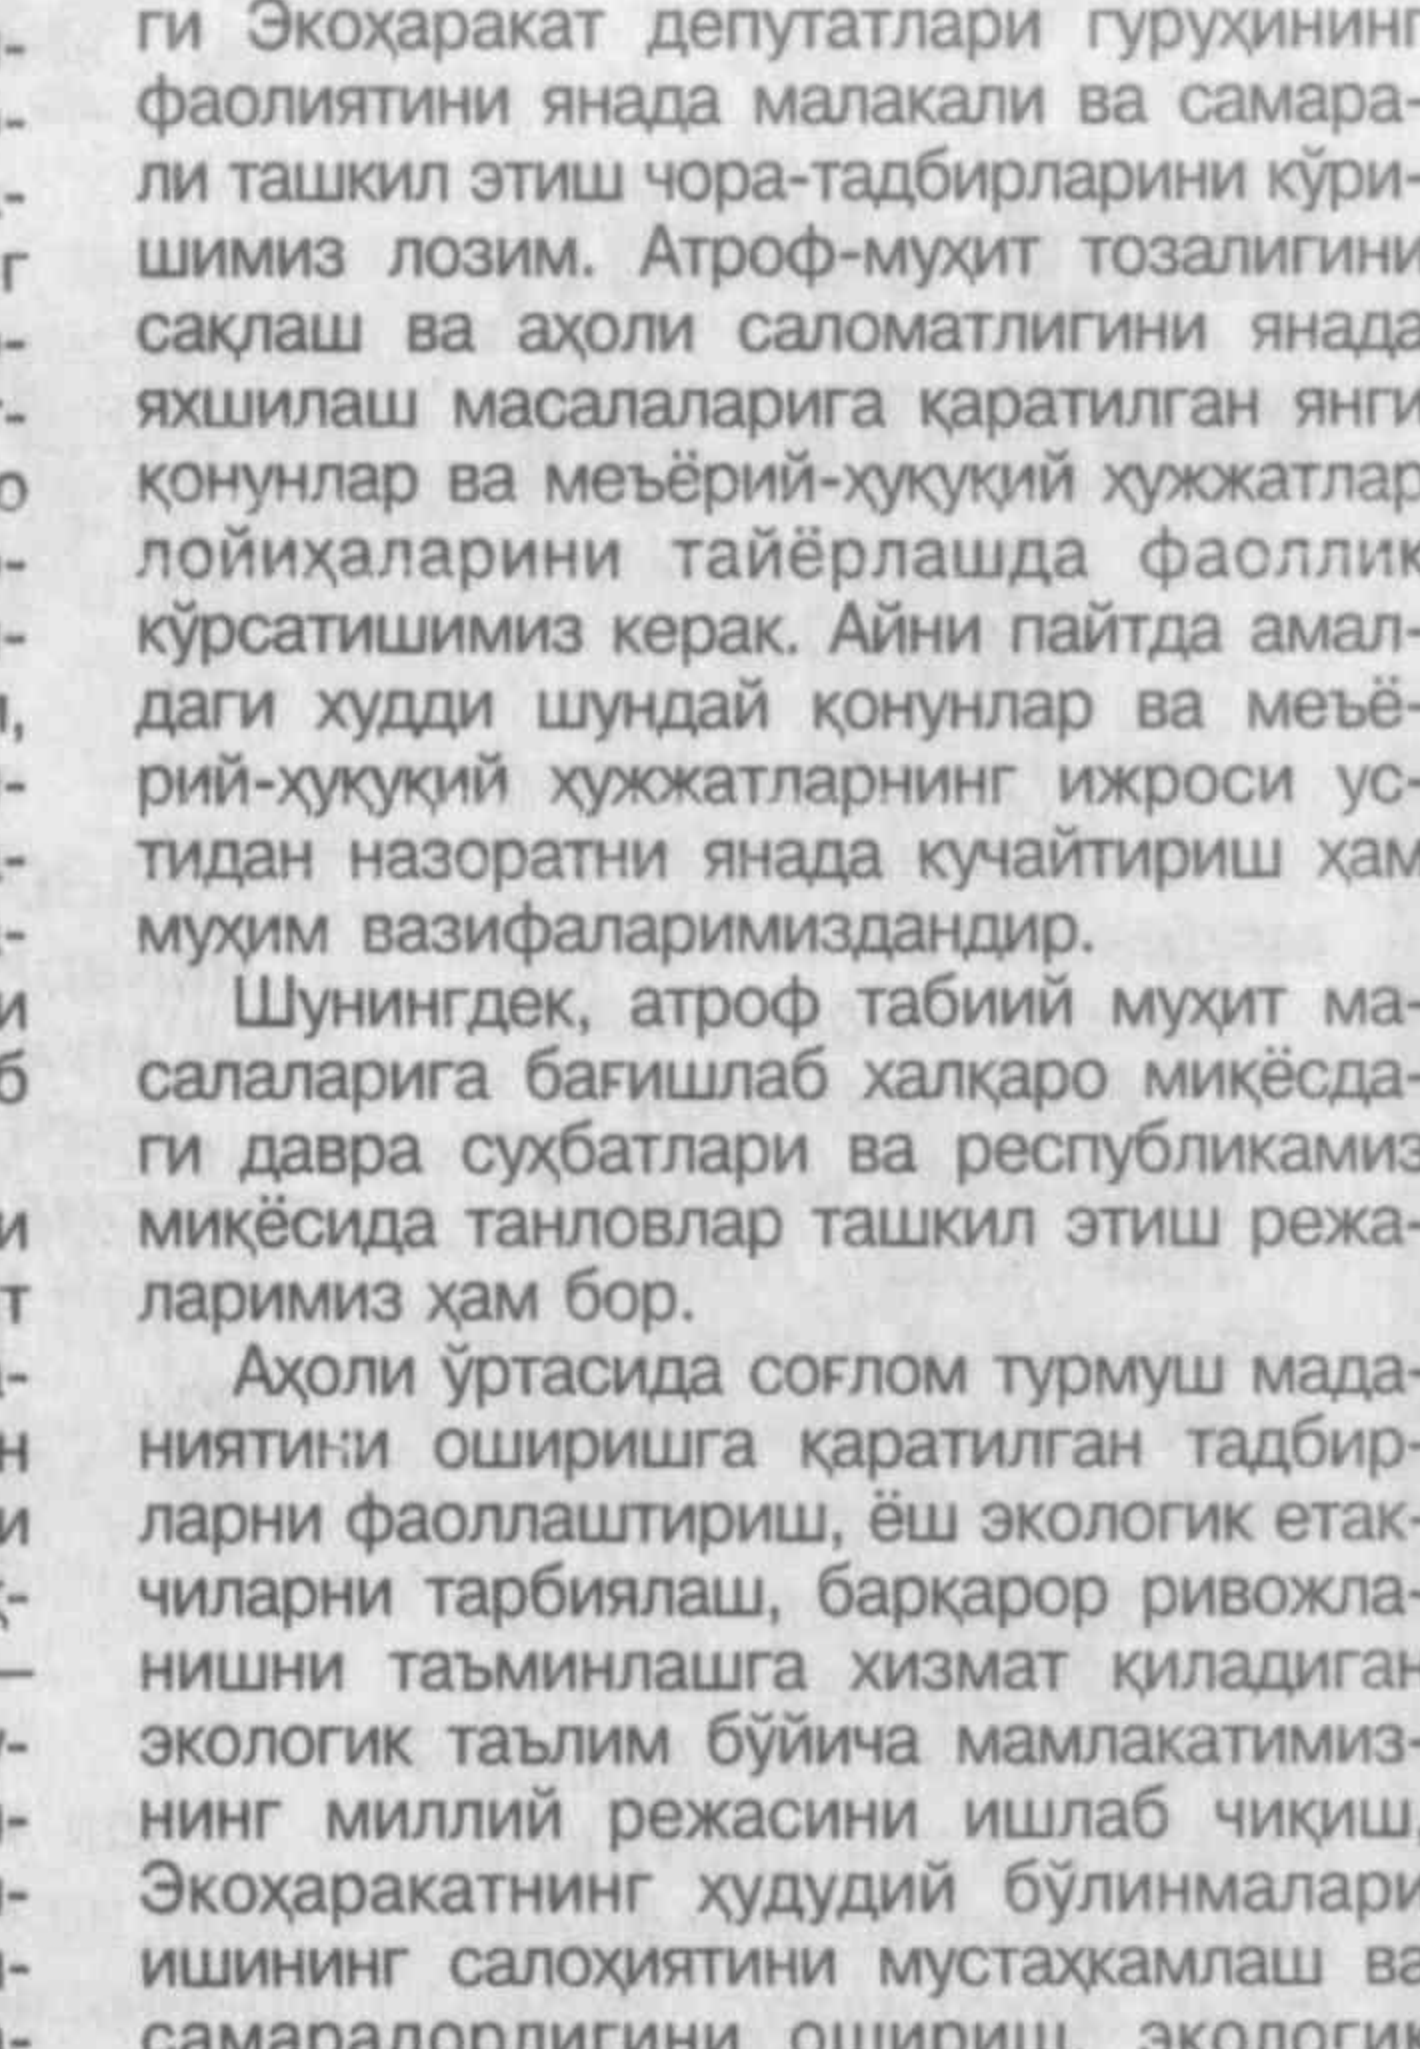 ги Экоҳаракат депутатлари гуруҳининг
фаолиятини янада малакали ва самара-
ли ташкил этиш чора-тадбирларини кўри-
шимиз лозим. Атроф-муҳит тозалигини
сақлаш ва аҳоли саломатлигини янада
яхшилаш масалаларига қаратилган янги
қонунлар ва меъёрий-ҳуқуқий ҳужжатлар
лойиҳаларини тайёрлашда фаоллик
кўрсатишимиз керак. Айни пайтда амал-
даги худди шундай қонунлар ва меъё-
рий-ҳуқуқий ҳужжатларнинг ижроси ус-
тидан назоратни янада кучайтириш ҳам
муҳим вазифаларимиздандир.
Шунингдек, атроф табиий муҳит ма-
салаларига бағишлаб халқаро миқёсда-
ги давра суҳбатлари ва республикамиз
миқёсида танловлар ташкил этиш режа-
ларимиз ҳам бор.
Аҳоли ўртасида соғлом турмуш мада-
ниятини оширишга қаратилган тадбир-
ларни фаоллаштириш, ёш экологик етак-
чиларни тарбиялаш, барқарор ривожла-
нишни таъминлашга хизмат қиладиган
экологик таълим бўйича мамлакатимиз-
нинг миллий режасини ишлаб чиқиш,
Экоҳаракатнинг ҳудудий бўлинмалари
ишининг салоҳиятини мустаҳкамлаш ва
самарадорлигини ошириш, экологик